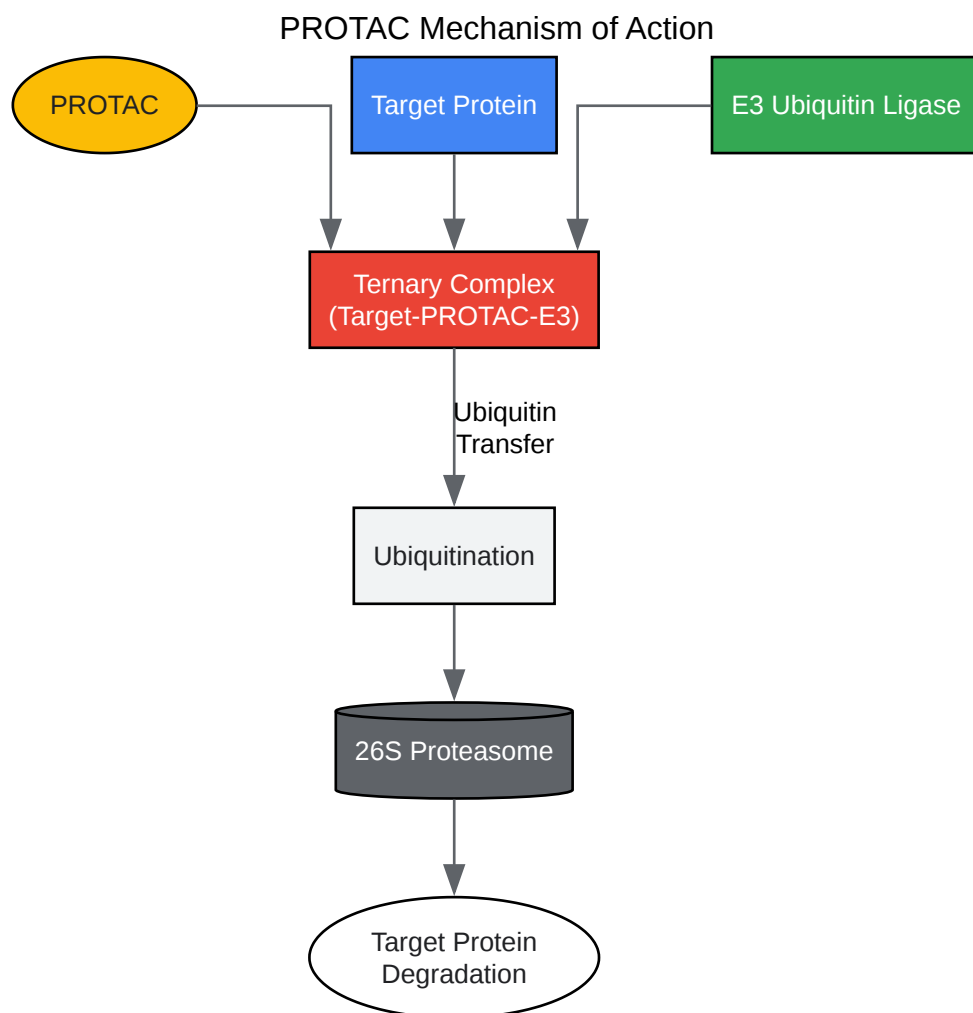 PROTAC Mechanism of Action
PROTAC
Target Protein
E3 Ubiquitin Ligase
Ternary Complex
(Target-PROTAC-E3)
Ubiquitin
Transfer
Ubiquitination
26S Proteasome
Target Protein
Degradation